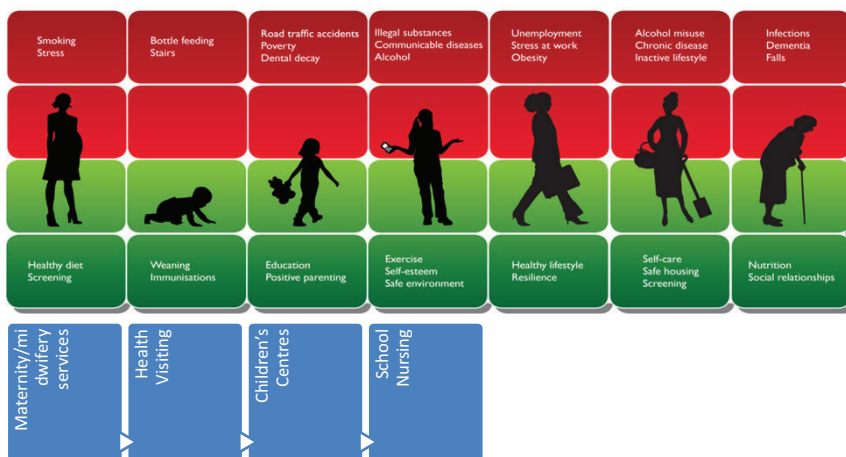 Smoking
Stress
Bottle feeding
Stairs
Road traffic accidents
Poverty
Dental decay
Illegal substances
Communicable diseases
Alcohol
Unemployment
Stress at work
Obesity
Alcohol misuse
Chronic disease
Inactive lifestyle
Infections
Dementia
Falls
Healthy diet
Screening
Weaning
Immunisations
Education
Positive parenting
Exercise
Self-esteem
Safe environment
Healthy lifestyle
Resilience
Self-care
Safe housing
Screening
Nutrition
Social relationships
Maternity/mi
dwifery
services
Health
Visiting
Children's
Centres
School
Nursing